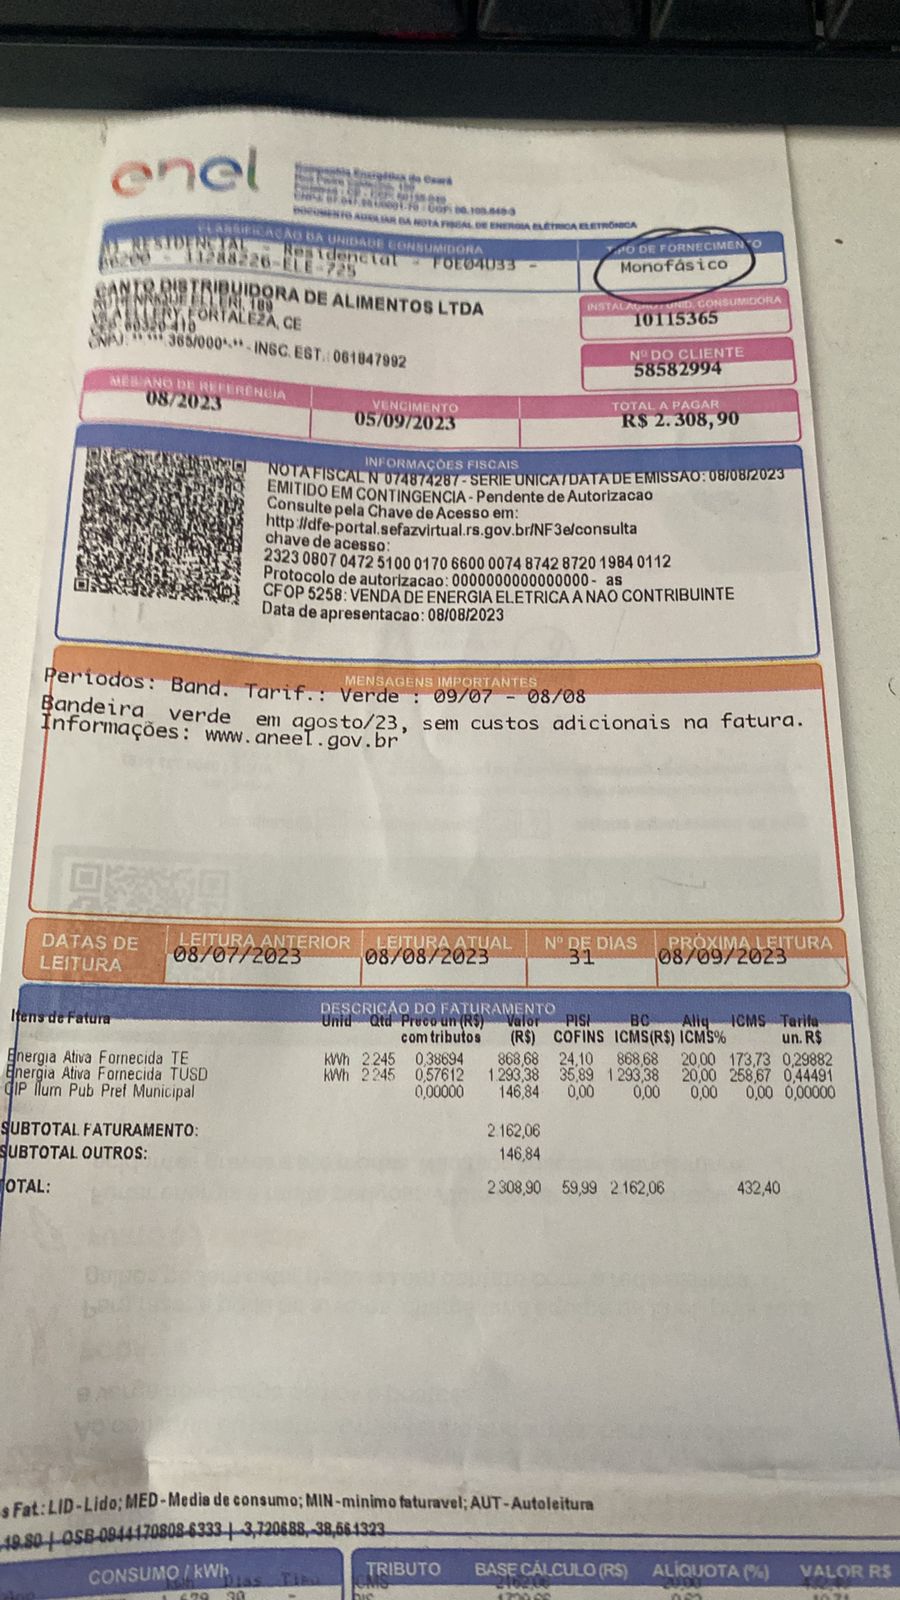 enel
Companhia Energética do Ceará
DOCUMENTO AUXILIAR DA NOTA FISCAL DE ENERGIA ELÉTRICA ELETRÔNICA
CLASSIFICAÇÃO DA UNIDADE CONSUMIDORA
RESIDENCIAL - Residencial - F0E04U33 -
66200 - 11288226-ELE-725
TIPO DE FORNECIMENTO
Monofásico
CANTO DISTRIBUIDORA DE ALIMENTOS LTDA
ELLERY, FORTALEZA, CE
CNPJ: **.***.365/000*-** - INSC. EST.: 061847992
INSTALAÇÃO / UNID. CONSUMIDORA
10115365
Nº DO CLIENTE
58582994
MES/ANO DE REFERÊNCIA
08/2023
VENCIMENTO
05/09/2023
TOTAL A PAGAR
R$ 2.308,90
INFORMAÇÕES FISCAIS
NOTA FISCAL N 074874287 - SERIE UNICA / DATA DE EMISSÃO: 08/08/2023
EMITIDO EM CONTINGENCIA - Pendente de Autorizacao
Consulte pela Chave de Acesso em:
http://dfe-portal.sefazvirtual.rs.gov.br/NF3e/consulta
chave de acesso:
2323 0807 0472 5100 0170 6600 0074 8742 8720 1984 0112
Protocolo de autorizacao: 0000000000000000 - as
CFOP 5258: VENDA DE ENERGIA ELETRICA A NAO CONTRIBUINTE
Data de apresentacao: 08/08/2023
MENSAGENS IMPORTANTES
Períodos: Band. Tarif.: Verde : 09/07 - 08/08
Bandeira verde em agosto/23, sem custos adicionais na fatura.
Informações: www.aneel.gov.br
DATAS DE LEITURA
LEITURA ANTERIOR
08/07/2023
LEITURA ATUAL
08/08/2023
Nº DE DIAS
31
PRÓXIMA LEITURA
08/09/2023
DESCRIÇÃO DO FATURAMENTO
Itens de Fatura Unid Qtd Preco un (R$) com tributos Valor (R$) PIS/ COFINS BC ICMS(R$) Aliq ICMS% ICMS Tarifa un. R$
Energia Ativa Fornecida TE kWh 2.245 0,38694 868,68 24,10 868,68 20,00 173,73 0,29882
Energia Ativa Fornecida TUSD kWh 2.245 0,57612 1.293,38 35,89 1.293,38 20,00 258,67 0,44491
CIP Ilum Pub Pref Municipal 0,00000 146,84 0,00 0,00 0,00 0,00 0,00000
SUBTOTAL FATURAMENTO: 2.162,06
SUBTOTAL OUTROS: 146,84
OTAL: 2.308,90 59,99 2.162,06 432,40
s Fat.: LID - Lido; MED - Media de consumo; MIN - minimo faturavel; AUT - Autoleitura
.19.80 | OSB 0944170808 6333 | -3,720688, -38,561323
CONSUMO / kWh
TRIBUTO BASE CÁLCULO (R$) ALÍQUOTA (%) VALOR R$